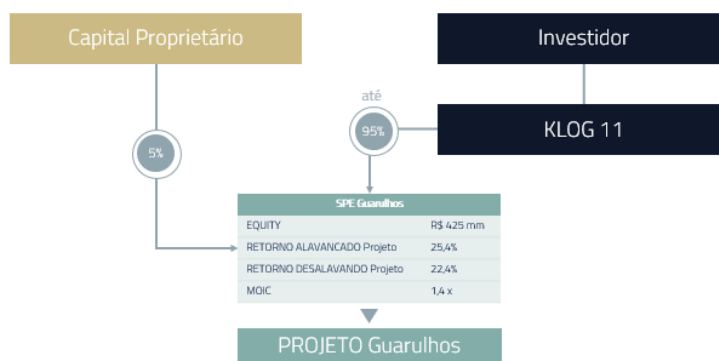 Capital Proprietário
Investidor
até
95%
KLOG 11
5%
SPE Guarulhos
EQUITY R$ 425 mm
RETORNO ALAVANCADO Projeto 25,4%
RETORNO DESALAVANDO Projeto 22,4%
MOIC 1,4 x
PROJETO Guarulhos